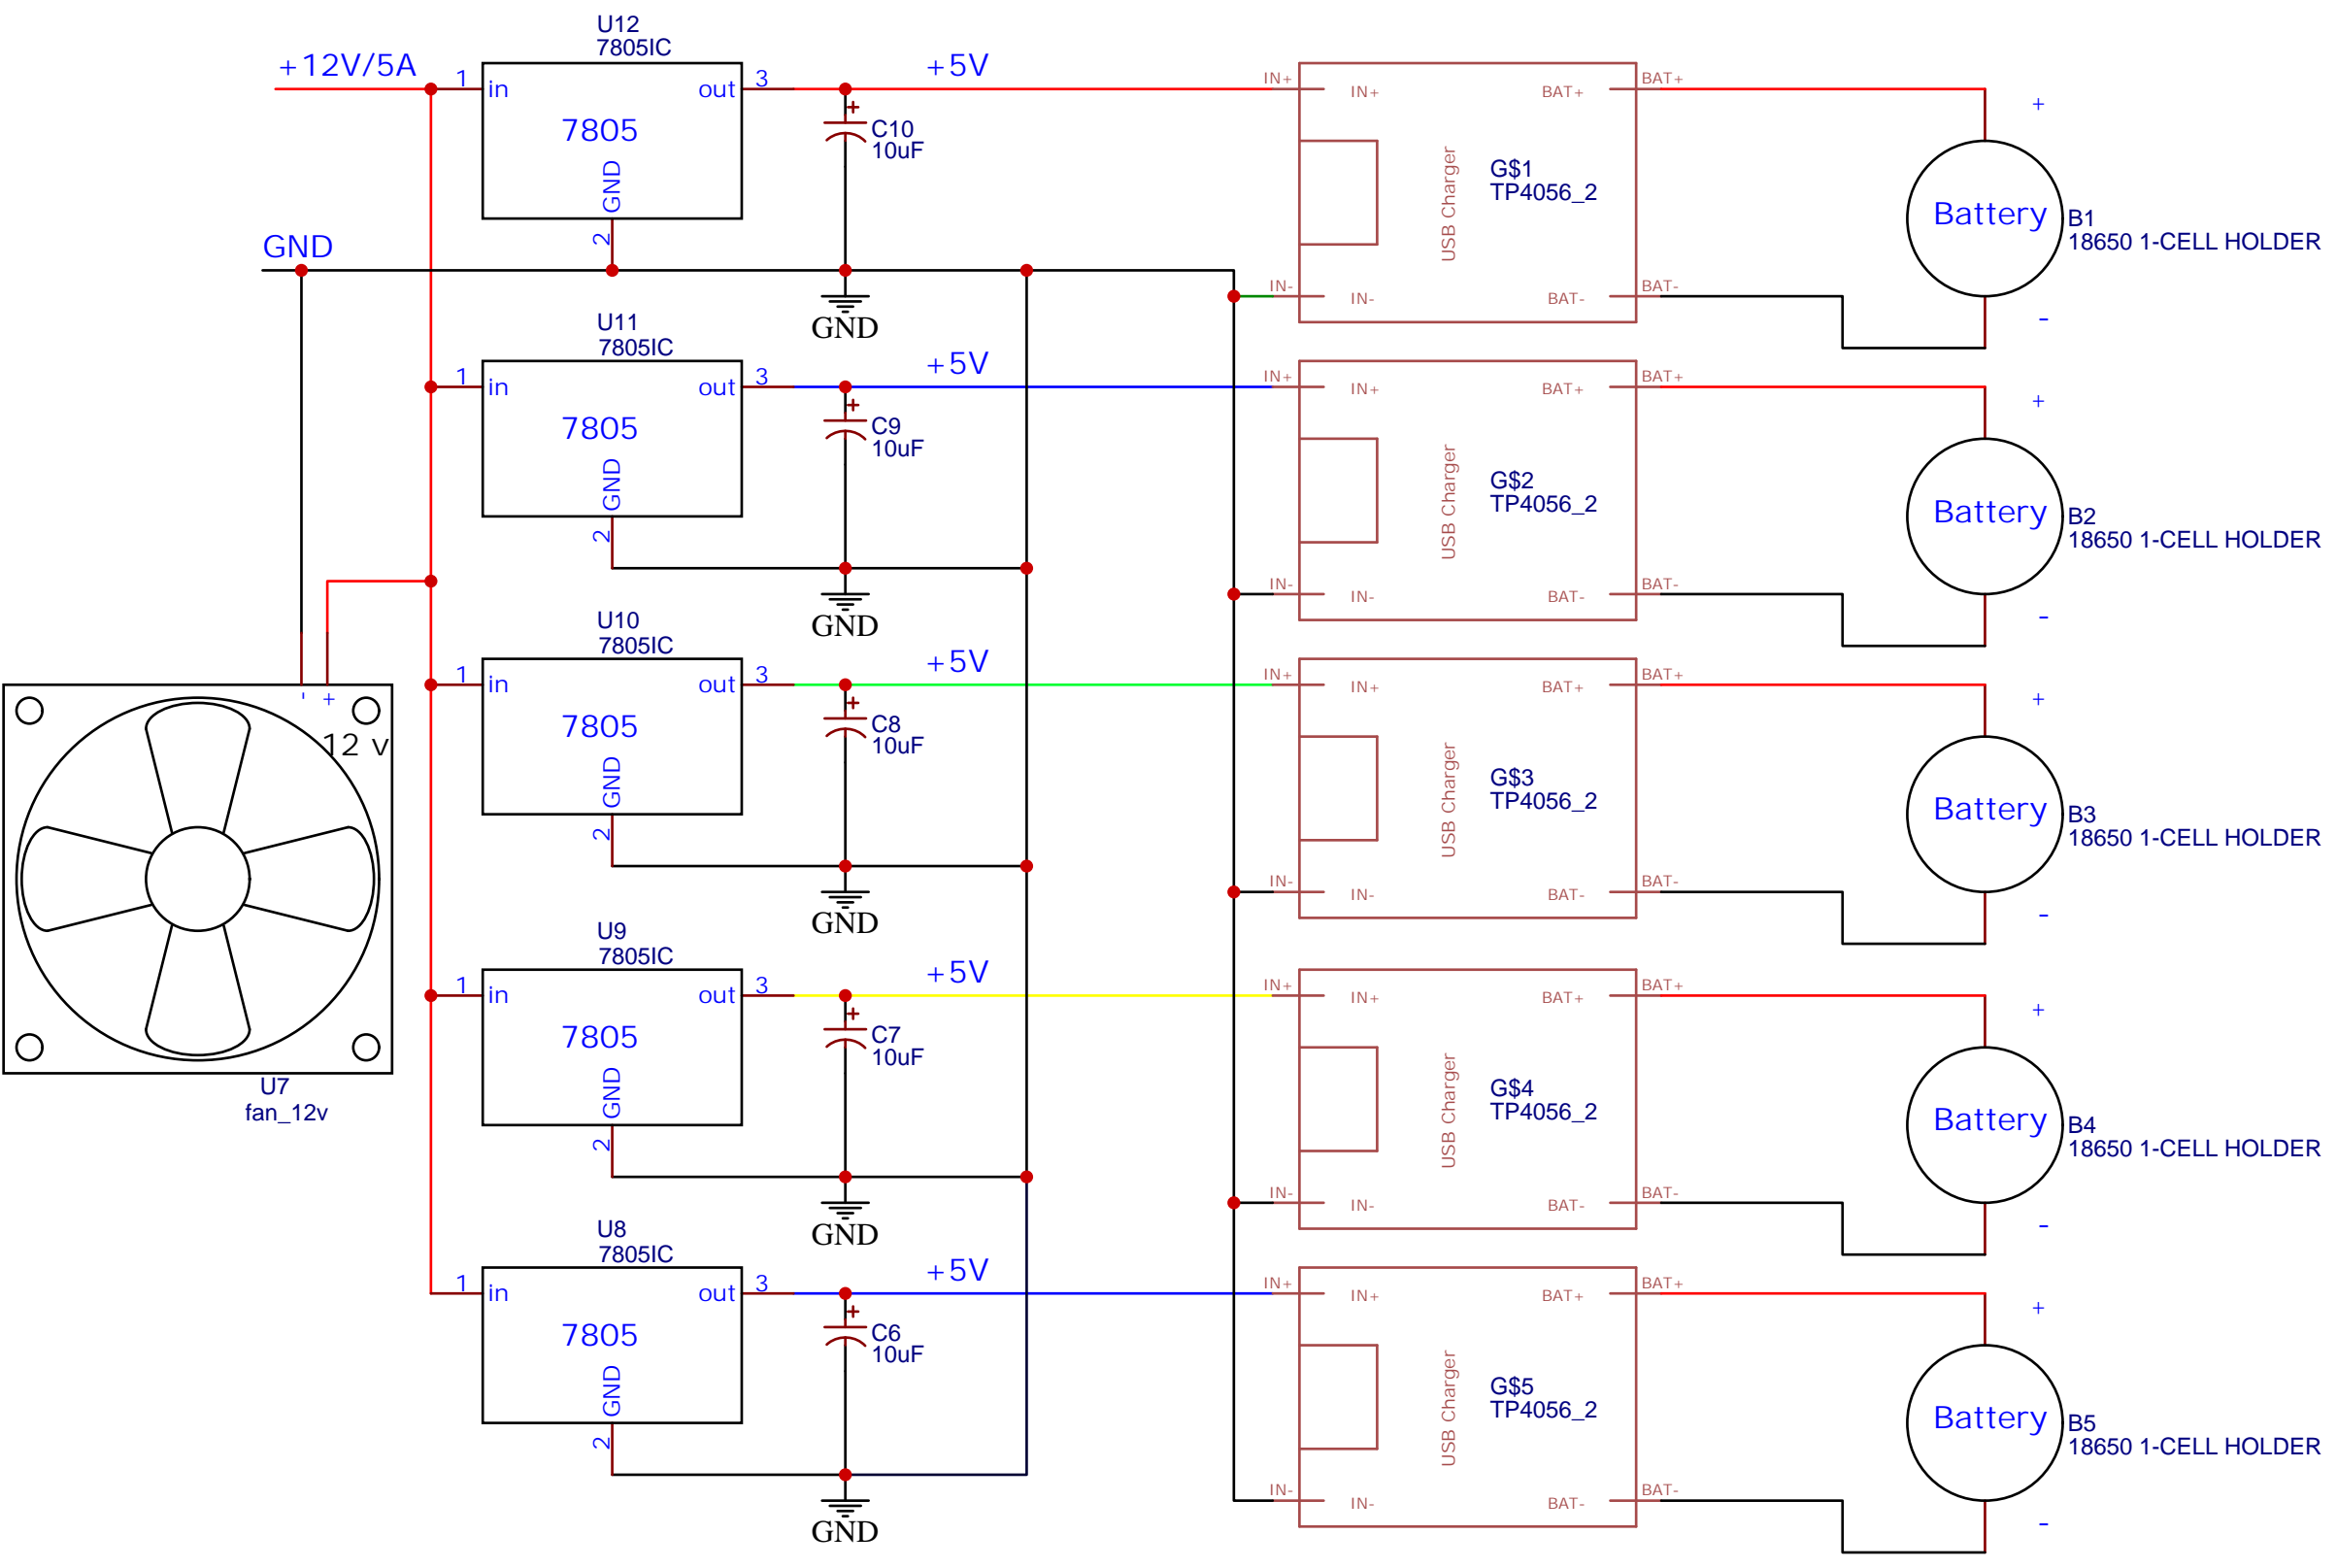 +12V/5A
GND
U12
7805IC
1
in
out
3
7805
GND
2
+5V
+
C10
10uF
GND
IN+
IN+
BAT+
BAT+
USB Charger
G$1
TP4056_2
IN-
IN-
BAT-
BAT-
+
Battery
B1
18650 1-CELL HOLDER
-
U11
7805IC
1
in
out
3
7805
GND
2
+5V
+
C9
10uF
GND
IN+
IN+
BAT+
BAT+
USB Charger
G$2
TP4056_2
IN-
IN-
BAT-
BAT-
+
Battery
B2
18650 1-CELL HOLDER
-
U10
7805IC
1
in
out
3
7805
GND
2
+5V
+
C8
10uF
GND
IN+
IN+
BAT+
BAT+
USB Charger
G$3
TP4056_2
IN-
IN-
BAT-
BAT-
+
Battery
B3
18650 1-CELL HOLDER
-
- +
12 v
U7
fan_12v
U9
7805IC
1
in
out
3
7805
GND
2
+5V
+
C7
10uF
GND
IN+
IN+
BAT+
BAT+
USB Charger
G$4
TP4056_2
IN-
IN-
BAT-
BAT-
+
Battery
B4
18650 1-CELL HOLDER
-
U8
7805IC
1
in
out
3
7805
GND
2
+5V
+
C6
10uF
GND
IN+
IN+
BAT+
BAT+
USB Charger
G$5
TP4056_2
IN-
IN-
BAT-
BAT-
+
Battery
B5
18650 1-CELL HOLDER
-